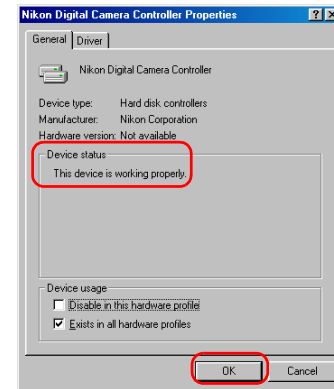 Nikon Digital Camera Controller Properties
General Driver
Nikon Digital Camera Controller
Device type: Hard disk controllers
Manufacturer: Nikon Corporation
Hardware version: Not available
Device status
This device is working properly.
Device usage
Disable in this hardware profile
Exists in all hardware profiles
OK Cancel